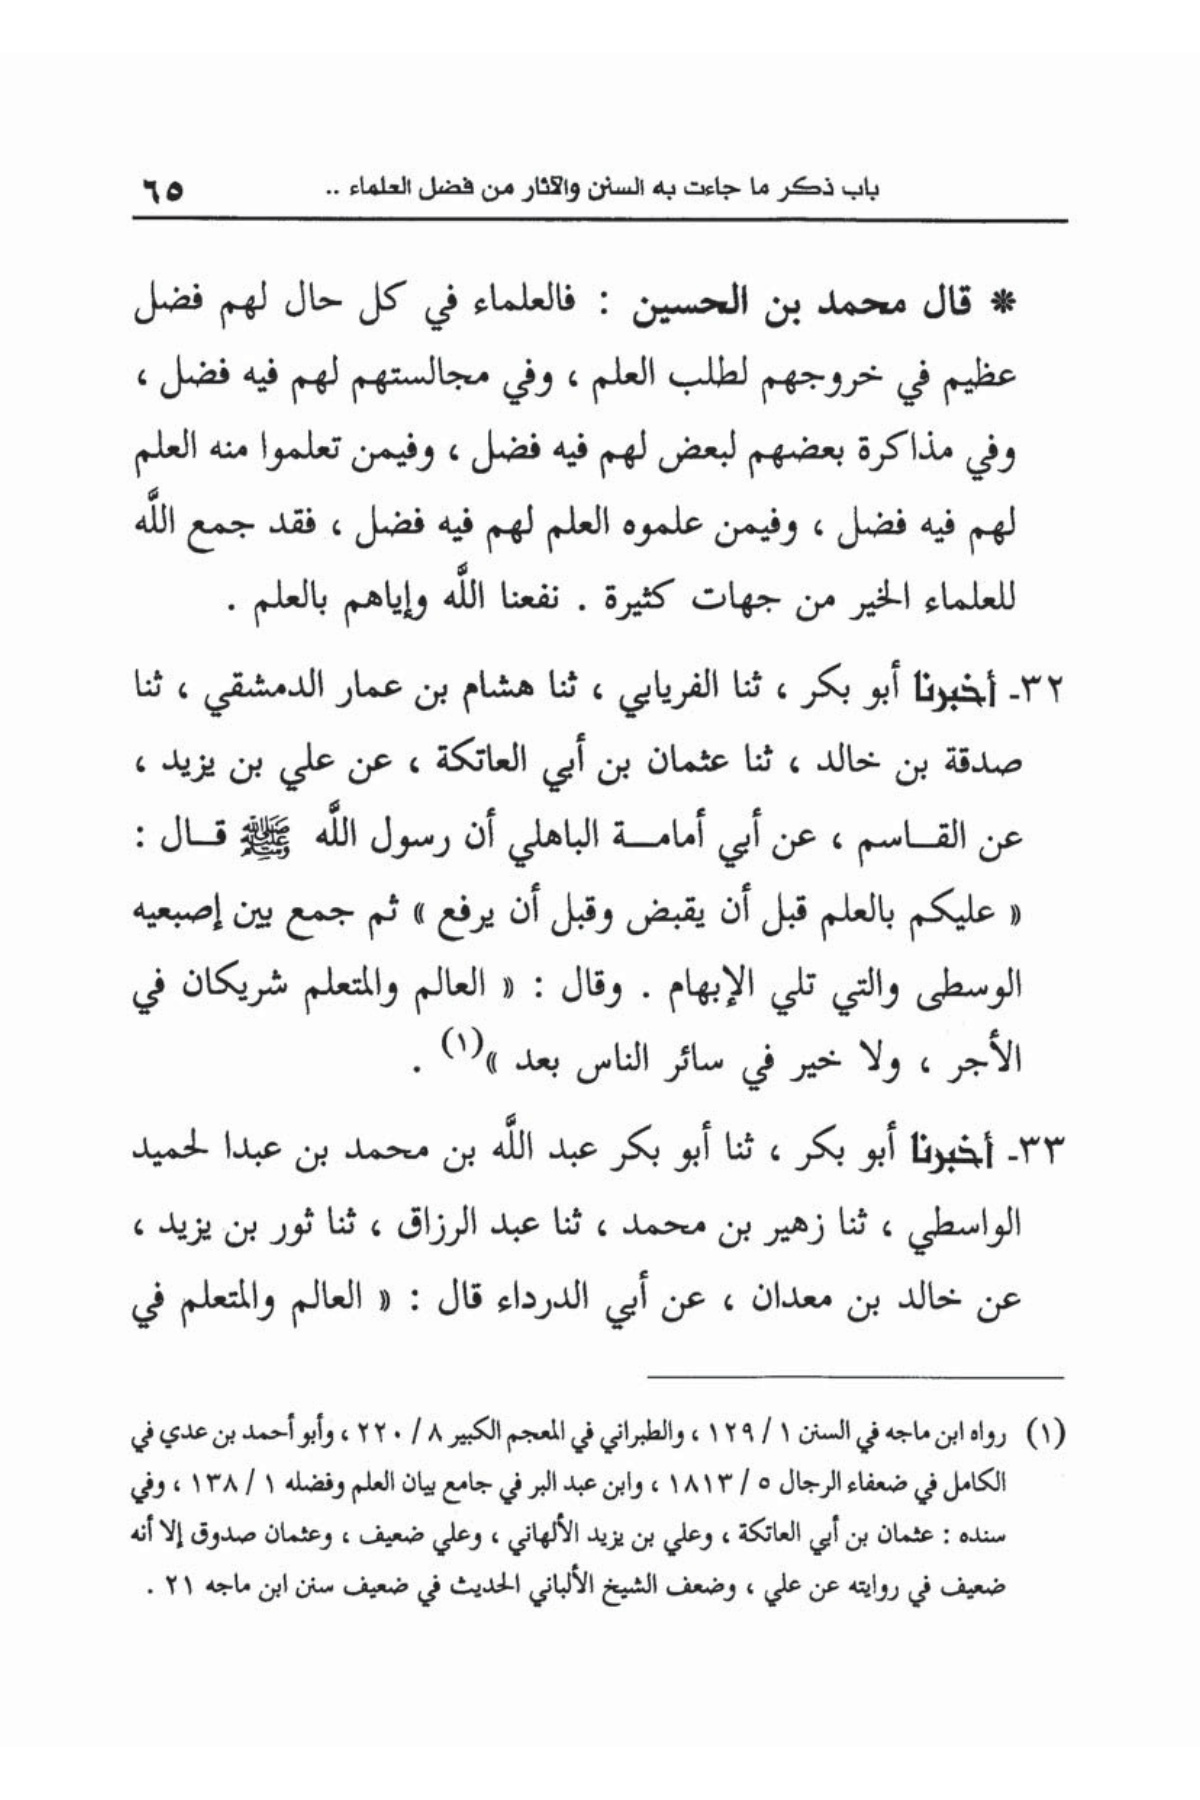 باب ذكر ما جاءت به السنن والآثار من فضل العلماء .. ٦٥
* قال محمد بن الحسين : فالعلماء في كل حال لهم فضل
عظيم في خروجهم لطلب العلم ، وفي مجالستهم لهم فيه فضل ،
وفي مذاكرة بعضهم لبعض لهم فيه فضل ، وفيمن تعلموا منه العلم
لهم فيه فضل ، وفيمن علموه العلم لهم فيه فضل ، فقد جمع اللَّه
للعلماء الخير من جهات كثيرة . نفعنا اللَّه وإياهم بالعلم .
٣٢- أخبرنا أبو بكر ، ثنا الفريابي ، ثنا هشام بن عمار الدمشقي ، ثنا
صدقة بن خالد ، ثنا عثمان بن أبي العاتكة ، عن علي بن يزيد ،
عن القـاسم ، عن أبي أمامـة الباهلي أن رسول اللَّه ﷺ قـال :
« عليكم بالعلم قبل أن يقبض وقبل أن يرفع » ثم جمع بين إصبعيه
الوسطى والتي تلي الإبهام . وقال : « العالم والمتعلم شريكان في
الأجر ، ولا خير في سائر الناس بعد »(١) .
٣٣- أخبرنا أبو بكر ، ثنا أبو بكر عبد اللَّه بن محمد بن عبدا لحميد
الواسطي ، ثنا زهير بن محمد ، ثنا عبد الرزاق ، ثنا ثور بن يزيد ،
عن خالد بن معدان ، عن أبي الدرداء قال : « العالم والمتعلم في
(١) رواه ابن ماجه في السنن ١ / ١٢٩ ، والطبراني في المعجم الكبير ٨ / ٢٢٠ ، وأبو أحمد بن عدي في
الكامل في ضعفاء الرجال ٥ / ١٨١٣ ، وابن عبد البر في جامع بيان العلم وفضله ١ / ١٣٨ ، وفي
سنده : عثمان بن أبي العاتكة ، وعلي بن يزيد الألهاني ، وعلي ضعيف ، وعثمان صدوق إلا أنه
ضعيف في روايته عن علي ، وضعف الشيخ الألباني الحديث في ضعيف سنن ابن ماجه ٢١ .